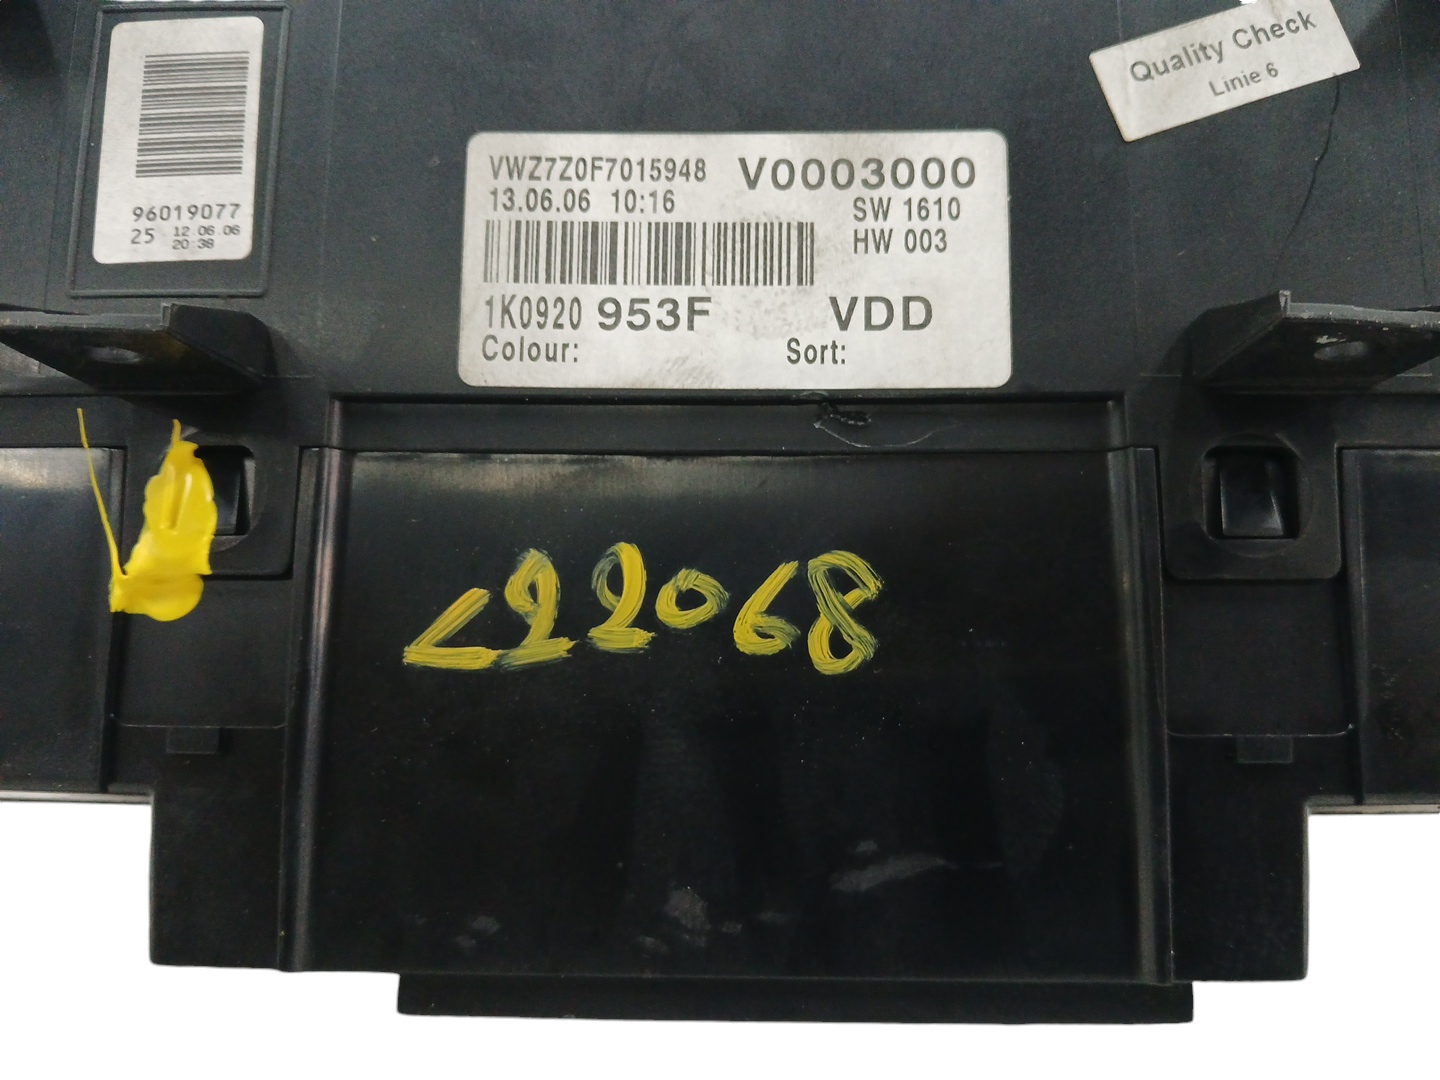 96019077
25 12.06.06
20:38
Quality Check
Linie 6
VWZ7Z0F7015948 V0003000
13.06.06 10:16 SW 1610
HW 003
1K0920 953F VDD
Colour: Sort:
L22068